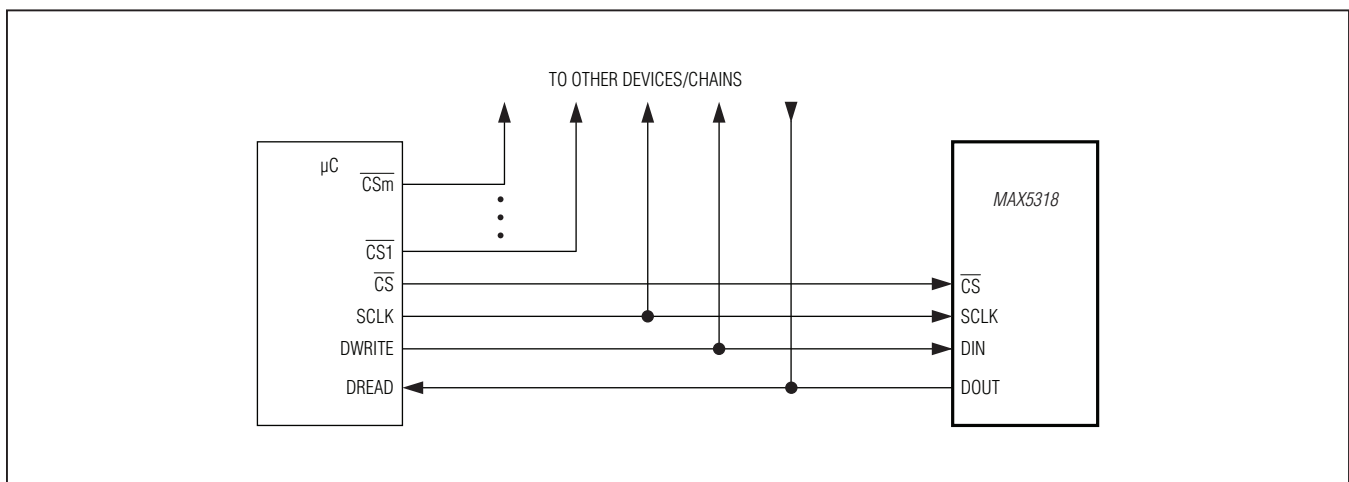 TO OTHER DEVICES/CHAINS
µC
CSm
CS1
CS
SCLK
DWRITE
DREAD
MAX5318
CS
SCLK
DIN
DOUT